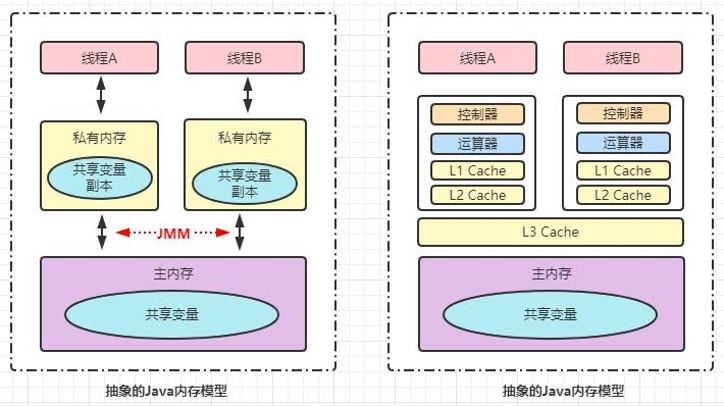 线程A
线程B
私有内存
共享变量
副本
私有内存
共享变量
副本
JMM
主内存
共享变量
抽象的Java内存模型
线程A
线程B
控制器
运算器
L1 Cache
L2 Cache
控制器
运算器
L1 Cache
L2 Cache
L3 Cache
主内存
共享变量
抽象的Java内存模型